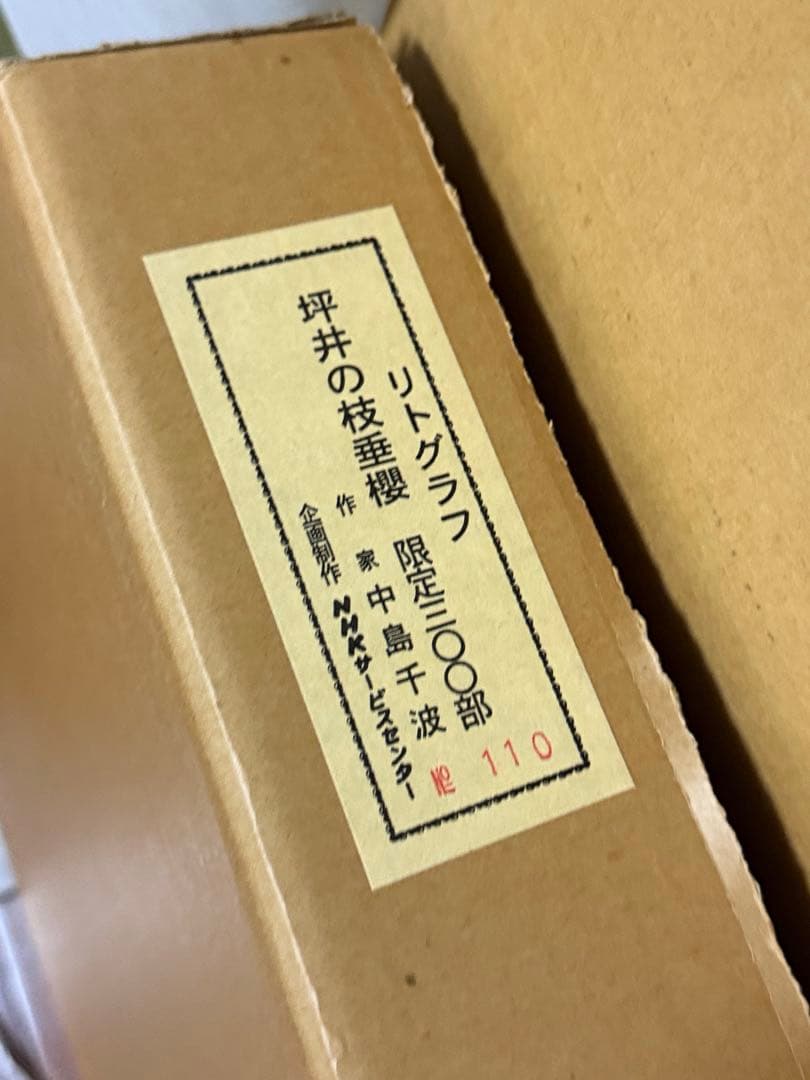 リトグラフ
坪井の枝垂櫻 限定三〇〇部
作家 中島千波
企画制作 NHKサービスセンター
№ 110